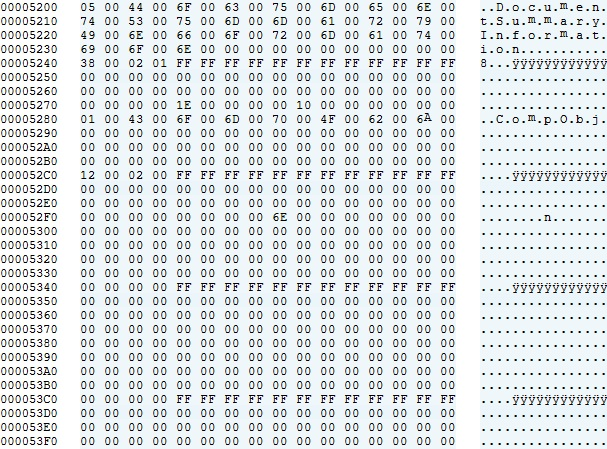 00005200 05 00 44 00 6F 00 63 00 75 00 6D 00 65 00 6E 00 ..D.o.c.u.m.e.n.
00005210 74 00 53 00 75 00 6D 00 6D 00 61 00 72 00 79 00 t.S.u.m.m.a.r.y.
00005220 49 00 6E 00 66 00 6F 00 72 00 6D 00 61 00 74 00 I.n.f.o.r.m.a.t.
00005230 69 00 6F 00 6E 00 00 00 00 00 00 00 00 00 00 00 i.o.n...........
00005240 38 00 02 01 FF FF FF FF FF FF FF FF FF FF FF FF 8...ÿÿÿÿÿÿÿÿÿÿÿÿ
00005250 00 00 00 00 00 00 00 00 00 00 00 00 00 00 00 00 ................
00005260 00 00 00 00 00 00 00 00 00 00 00 00 00 00 00 00 ................
00005270 00 00 00 00 1E 00 00 00 00 10 00 00 00 00 00 00 ................
00005280 01 00 43 00 6F 00 6D 00 70 00 4F 00 62 00 6A 00 ..C.o.m.p.O.b.j.
00005290 00 00 00 00 00 00 00 00 00 00 00 00 00 00 00 00 ................
000052A0 00 00 00 00 00 00 00 00 00 00 00 00 00 00 00 00 ................
000052B0 00 00 00 00 00 00 00 00 00 00 00 00 00 00 00 00 ................
000052C0 12 00 02 00 FF FF FF FF FF FF FF FF FF FF FF FF ....ÿÿÿÿÿÿÿÿÿÿÿÿ
000052D0 00 00 00 00 00 00 00 00 00 00 00 00 00 00 00 00 ................
000052E0 00 00 00 00 00 00 00 00 00 00 00 00 00 00 00 00 ................
000052F0 00 00 00 00 00 00 00 00 6E 00 00 00 00 00 00 00 ........n.......
00005300 00 00 00 00 00 00 00 00 00 00 00 00 00 00 00 00 ................
00005310 00 00 00 00 00 00 00 00 00 00 00 00 00 00 00 00 ................
00005320 00 00 00 00 00 00 00 00 00 00 00 00 00 00 00 00 ................
00005330 00 00 00 00 00 00 00 00 00 00 00 00 00 00 00 00 ................
00005340 00 00 00 00 FF FF FF FF FF FF FF FF FF FF FF FF ....ÿÿÿÿÿÿÿÿÿÿÿÿ
00005350 00 00 00 00 00 00 00 00 00 00 00 00 00 00 00 00 ................
00005360 00 00 00 00 00 00 00 00 00 00 00 00 00 00 00 00 ................
00005370 00 00 00 00 00 00 00 00 00 00 00 00 00 00 00 00 ................
00005380 00 00 00 00 00 00 00 00 00 00 00 00 00 00 00 00 ................
00005390 00 00 00 00 00 00 00 00 00 00 00 00 00 00 00 00 ................
000053A0 00 00 00 00 00 00 00 00 00 00 00 00 00 00 00 00 ................
000053B0 00 00 00 00 00 00 00 00 00 00 00 00 00 00 00 00 ................
000053C0 00 00 00 00 FF FF FF FF FF FF FF FF FF FF FF FF ....ÿÿÿÿÿÿÿÿÿÿÿÿ
000053D0 00 00 00 00 00 00 00 00 00 00 00 00 00 00 00 00 ................
000053E0 00 00 00 00 00 00 00 00 00 00 00 00 00 00 00 00 ................
000053F0 00 00 00 00 00 00 00 00 00 00 00 00 00 00 00 00 ................